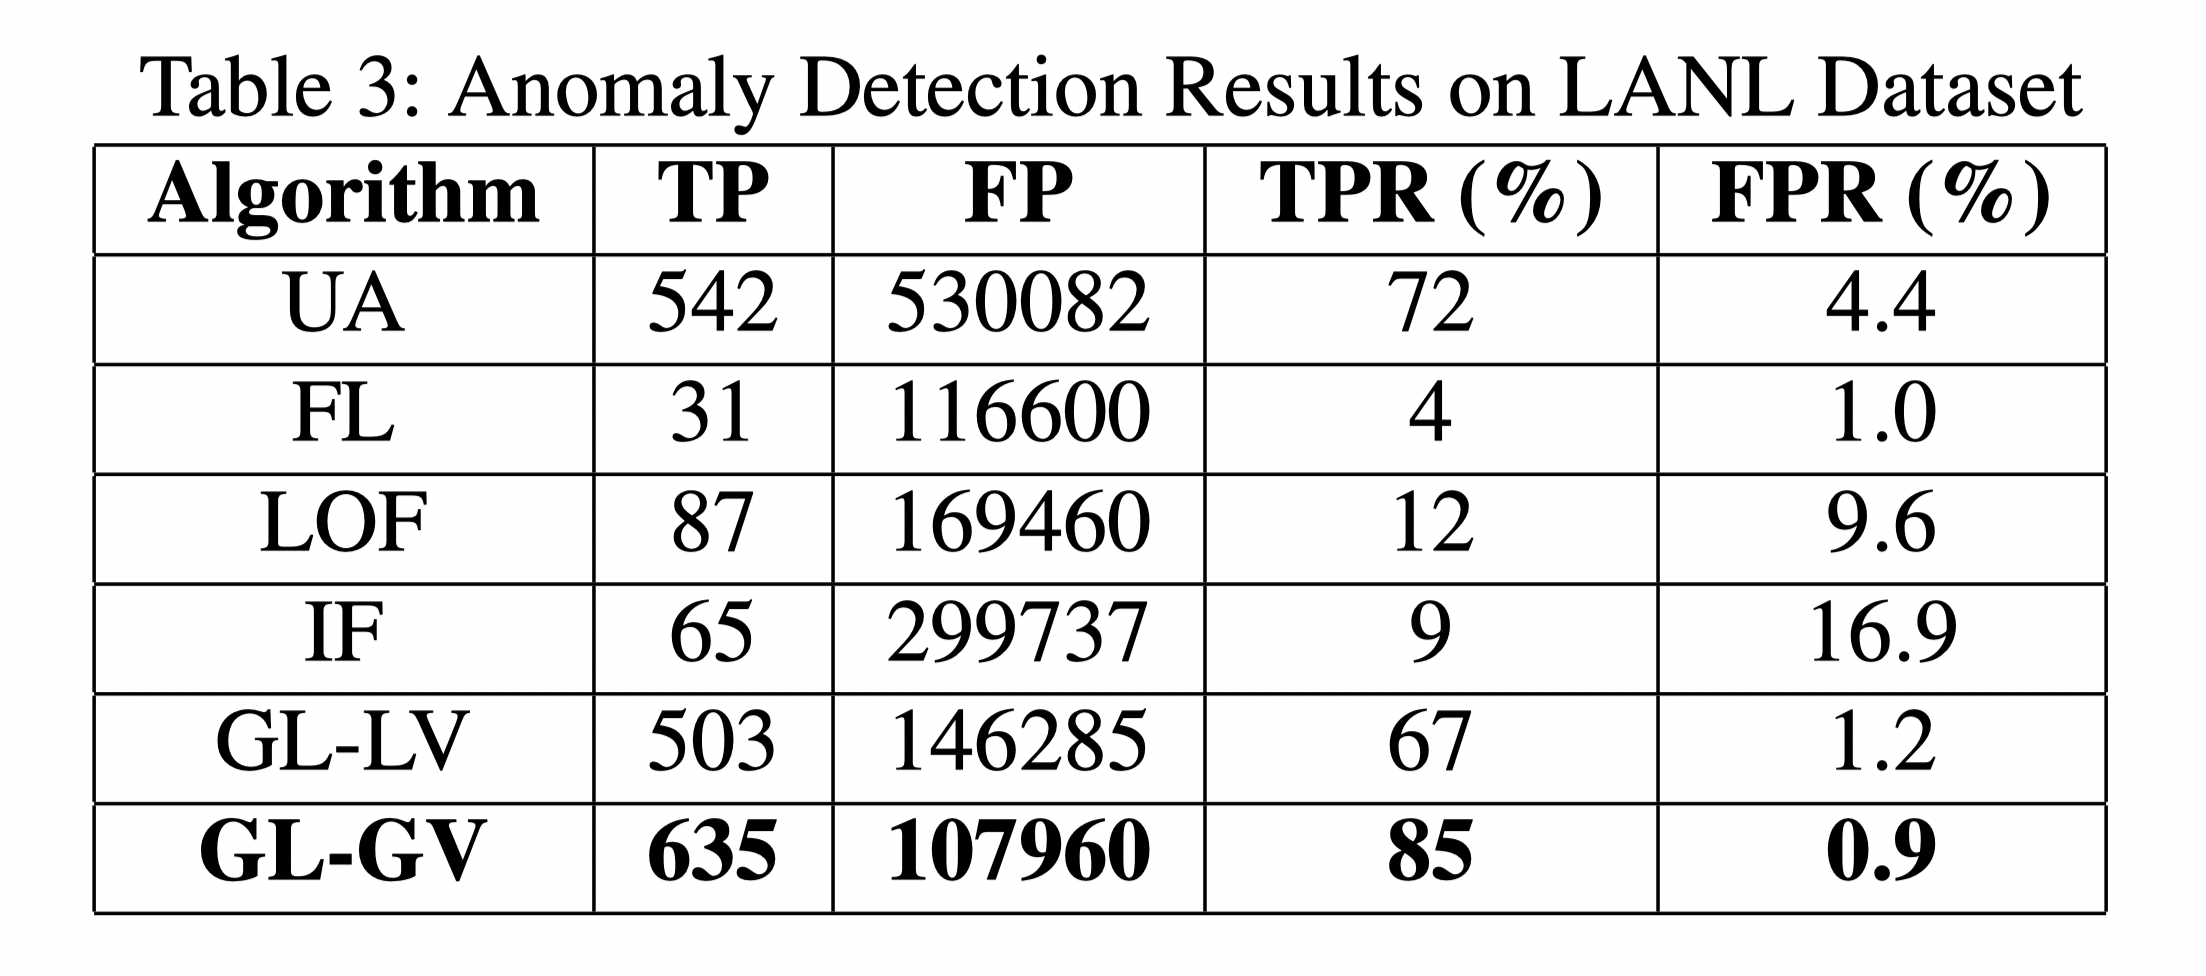 Table 3: Anomaly Detection Results on LANL Dataset
Algorithm TP FP TPR (%) FPR (%)
UA 542 530082 72 4.4
FL 31 116600 4 1.0
LOF 87 169460 12 9.6
IF 65 299737 9 16.9
GL-LV 503 146285 67 1.2
GL-GV 635 107960 85 0.9